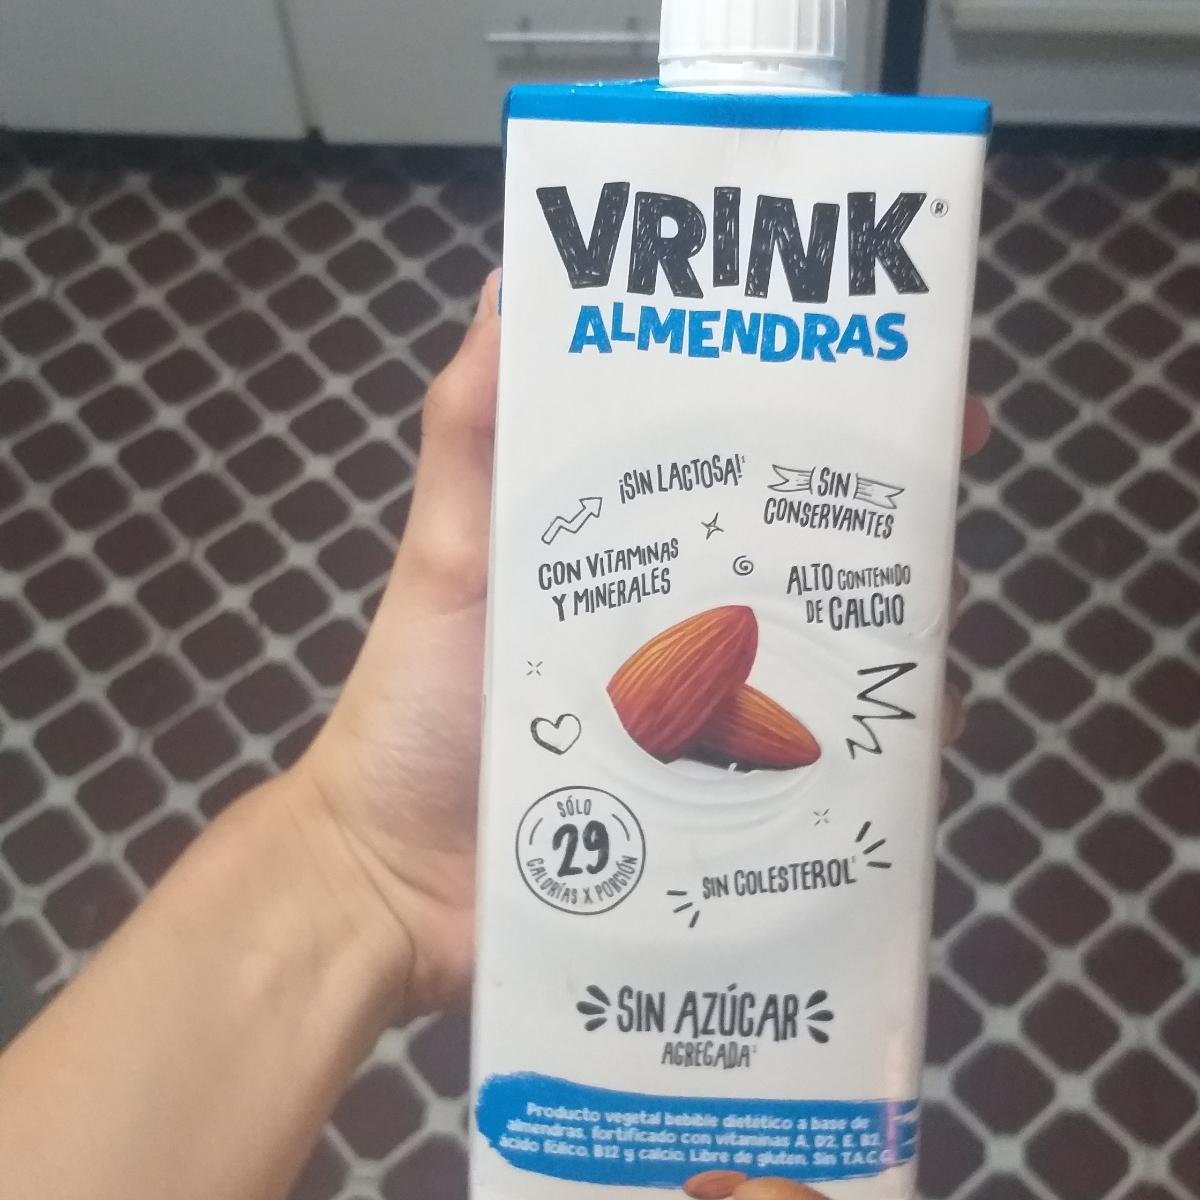 VRINK®
ALMENDRAS
¡SIN LACTOSA!¹
SIN
CONSERVANTES
CON VITAMINAS
Y MINERALES
ALTO CONTENIDO
DE CALCIO
SÓLO
29
CALORÍAS X PORCIÓN
SIN COLESTEROL¹
SIN AZÚCAR
AGREGADA
Producto vegetal bebible dietético a base de
almendras, fortificado con vitaminas A, D2, E, B2,
ácido fólico, B12 y calcio. Libre de gluten. Sin T.A.C.C.